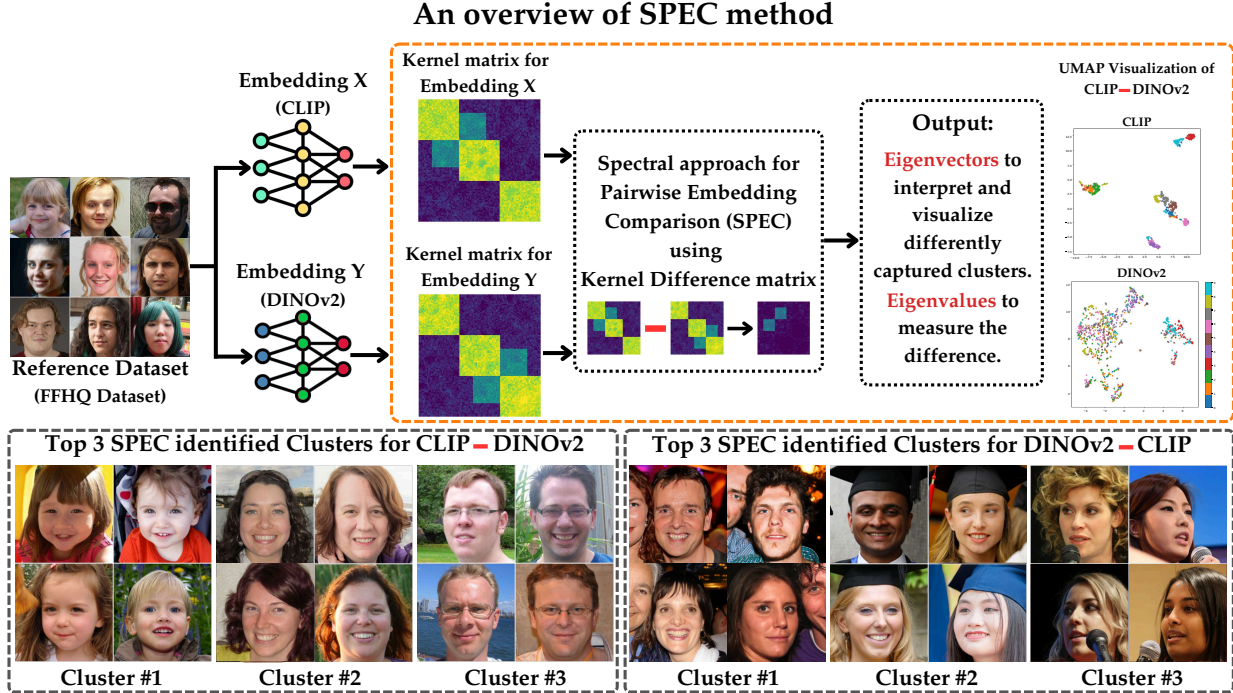 An overview of SPEC method
Embedding X
(CLIP)
Embedding Y
(DINOv2)
Reference Dataset
(FFHQ Dataset)
Kernel matrix for
Embedding X
Kernel matrix for
Embedding Y
Spectral approach for
Pairwise Embedding
Comparison (SPEC)
using
Kernel Difference matrix
Output:
Eigenvectors to
interpret and
visualize
differently
captured clusters.
Eigenvalues to
measure the
difference.
UMAP Visualization of
CLIP — DINOv2
CLIP
DINOv2
Top 3 SPEC identified Clusters for CLIP — DINOv2
Cluster #1 Cluster #2 Cluster #3
Top 3 SPEC identified Clusters for DINOv2 — CLIP
Cluster #1 Cluster #2 Cluster #3